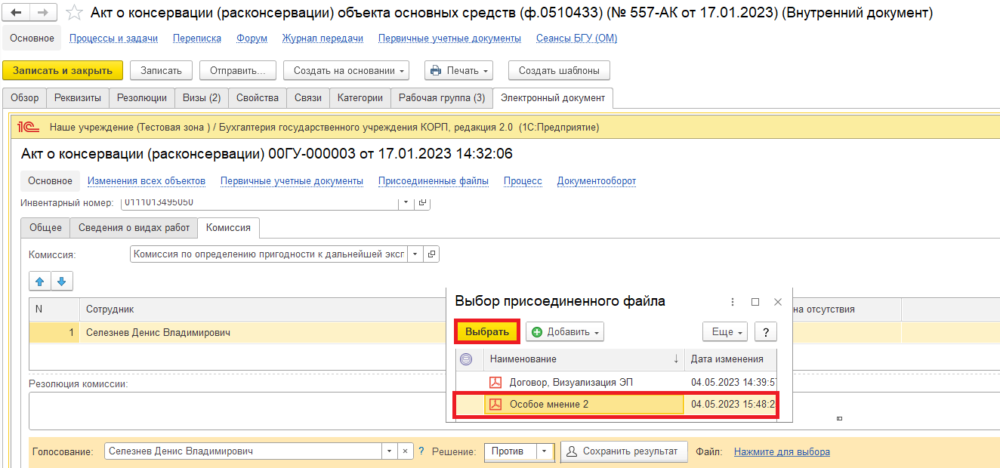 Акт о консервации (расконсервации) объекта основных средств (ф.0510433) (№ 557-АК от 17.01.2023) (Внутренний документ)
Основное Процессы и задачи Переписка Форум Журнал передачи Первичные учетные документы Сеансы БГУ (ОМ)
Записать и закрыть Записать Отправить... Создать на основании Печать Создать шаблоны
Обзор Реквизиты Резолюции Визы (2) Свойства Связи Категории Рабочая группа (3) Электронный документ
1С Наше учреждение (Тестовая зона ) / Бухгалтерия государственного учреждения КОРП, редакция 2.0 (1С:Предприятие)
Акт о консервации (расконсервации) 00ГУ-000003 от 17.01.2023 14:32:06
Основное Изменения всех объектов Первичные учетные документы Присоединенные файлы Процесс Документооборот
Инвентарный номер: 0111013495050
Общее Сведения о видах работ Комиссия
Комиссия: Комиссия по определению пригодности к дальнейшей эксп
N Сотрудник на отсутствия
1 Селезнев Денис Владимирович
Резолюция комиссии:
Выбор присоединенного файла
Выбрать Добавить Еще ?
Наименование ↓ Дата изменения
Договор, Визуализация ЭП 04.05.2023 14:39:5
Особое мнение 2 04.05.2023 15:48:2
Голосование: Селезнев Денис Владимирович × ? Решение: Против Сохранить результат Файл: Нажмите для выбора